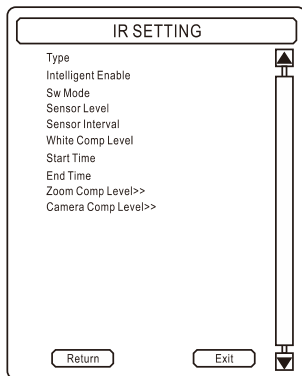 IR SETTING
Type
Intelligent Enable
Sw Mode
Sensor Level
Sensor Interval
White Comp Level
Start Time
End Time
Zoom Comp Level>>
Camera Comp Level>>
Return Exit